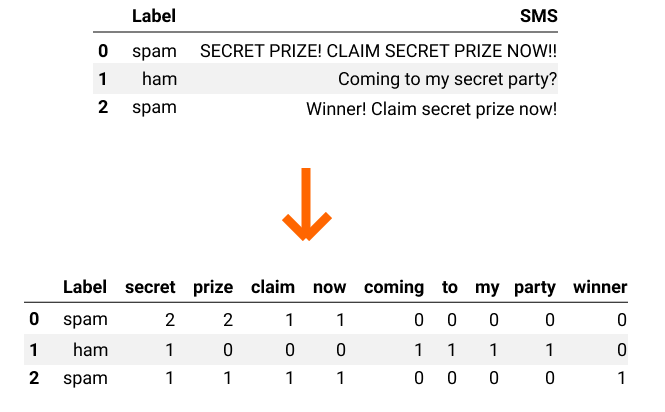 Label SMS
0 spam SECRET PRIZE! CLAIM SECRET PRIZE NOW!!
1 ham Coming to my secret party?
2 spam Winner! Claim secret prize now!
Label secret prize claim now coming to my party winner
0 spam 2 2 1 1 0 0 0 0 0
1 ham 1 0 0 0 1 1 1 1 0
2 spam 1 1 1 1 0 0 0 0 1